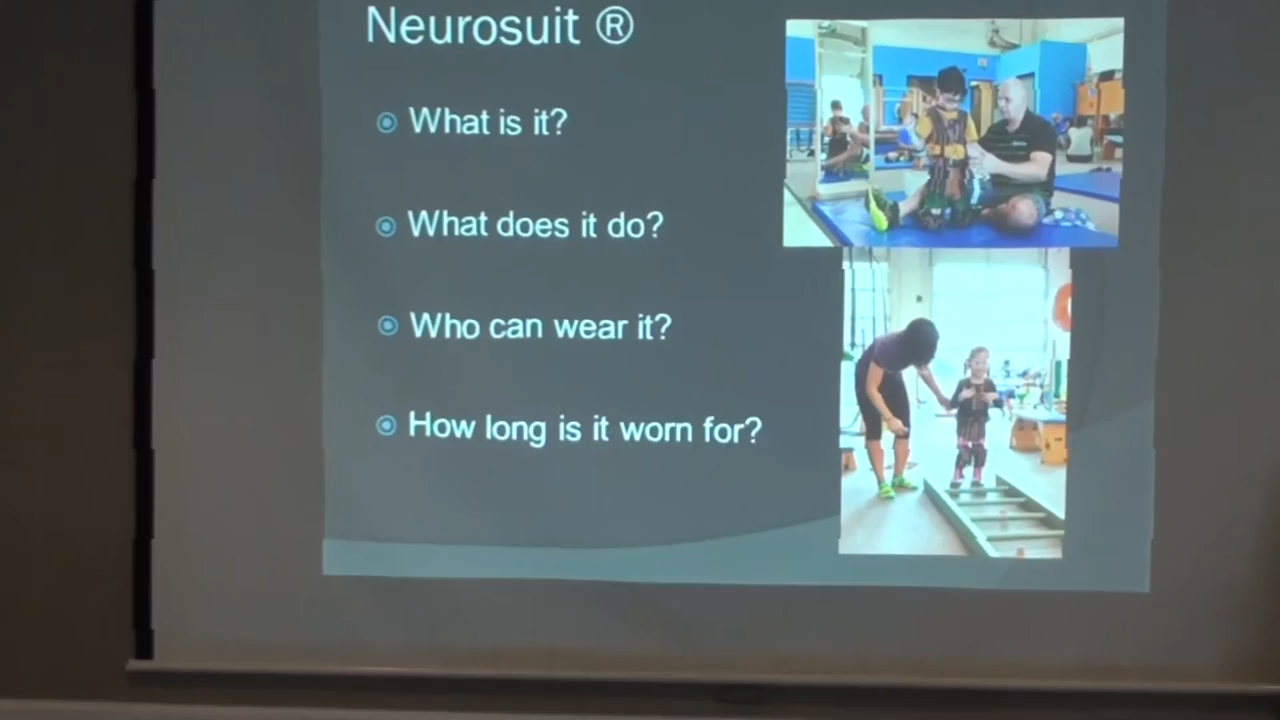 Neurosuit ®
What is it?
What does it do?
Who can wear it?
How long is it worn for?